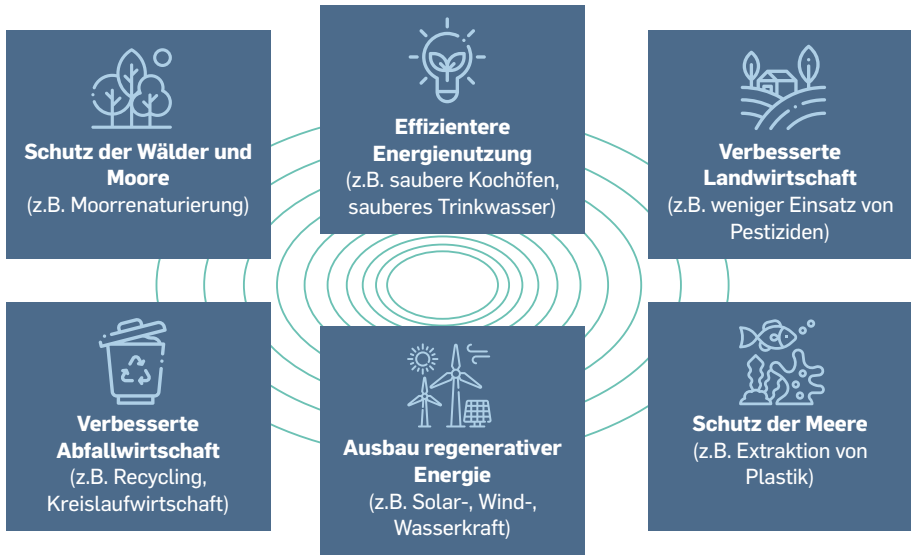 Schutz der Wälder und
Moore
(z.B. Moorrenaturierung)
Effizientere
Energienutzung
(z.B. saubere Kochöfen,
sauberes Trinkwasser)
Verbesserte
Landwirtschaft
(z.B. weniger Einsatz von
Pestiziden)
Verbesserte
Abfallwirtschaft
(z.B. Recycling,
Kreislaufwirtschaft)
Ausbau regenerativer
Energie
(z.B. Solar-, Wind-,
Wasserkraft)
Schutz der Meere
(z.B. Extraktion von
Plastik)